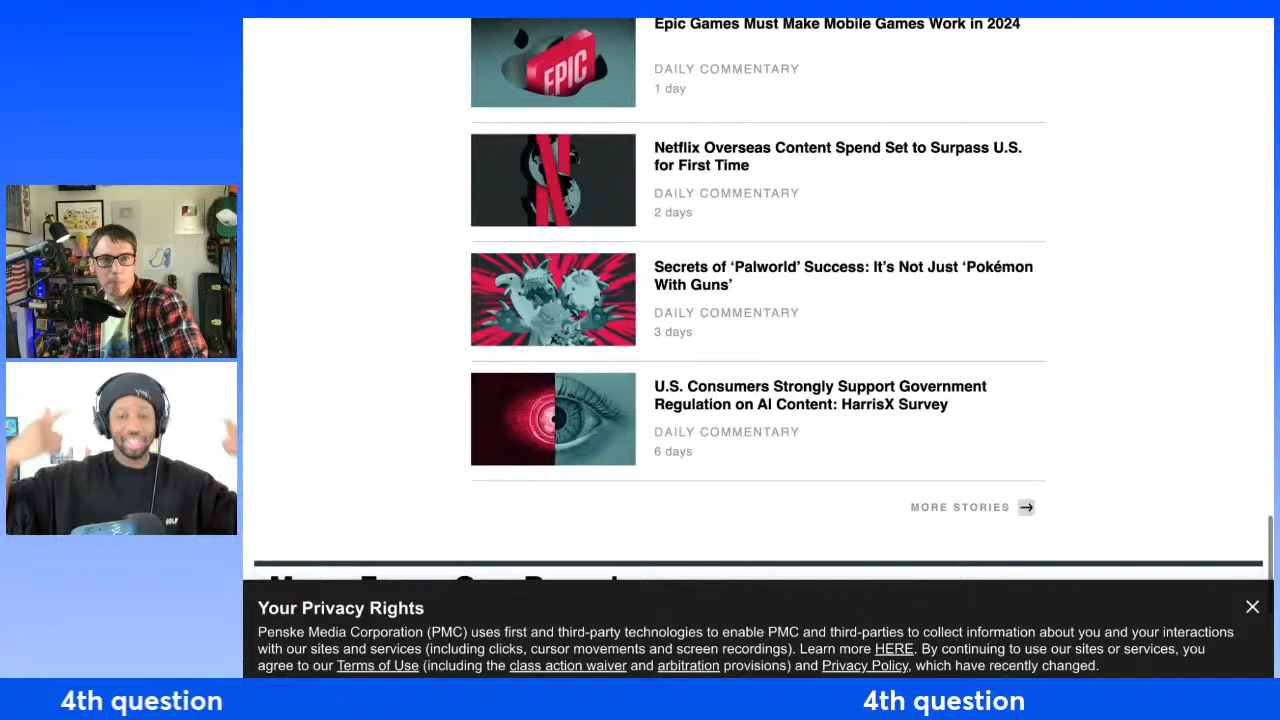 Epic Games Must Make Mobile Games Work in 2024
EPIC
DAILY COMMENTARY
1 day
Netflix Overseas Content Spend Set to Surpass U.S.
for First Time
DAILY COMMENTARY
2 days
Secrets of ‘Palworld’ Success: It’s Not Just ‘Pokémon
With Guns’
DAILY COMMENTARY
3 days
U.S. Consumers Strongly Support Government
Regulation on AI Content: HarrisX Survey
DAILY COMMENTARY
6 days
MORE STORIES →
Your Privacy Rights
Penske Media Corporation (PMC) uses first and third-party technologies to enable PMC and third-parties to collect information about you and your interactions
with our sites and services (including clicks, cursor movements and screen recordings). Learn more HERE. By continuing to use our sites or services, you
agree to our Terms of Use (including the class action waiver and arbitration provisions) and Privacy Policy, which have recently changed.
4th question
4th question